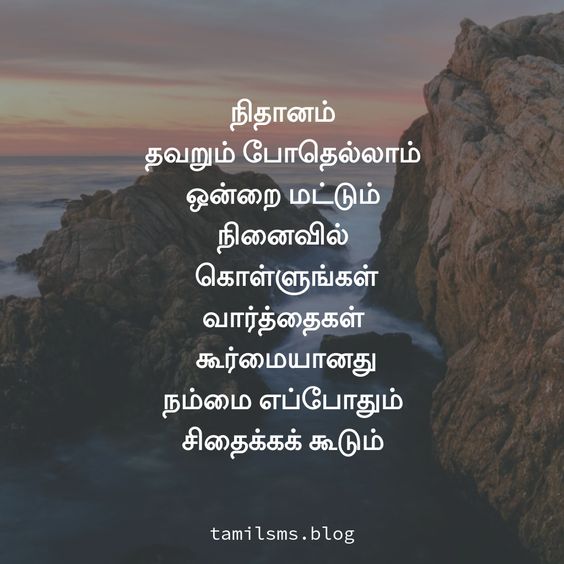 நிதானம்
தவறும் போதெல்லாம்
ஒன்றை மட்டும்
நினைவில்
கொள்ளுங்கள்
வார்த்தைகள்
கூர்மையானது
நம்மை எப்போதும்
சிதைக்கக் கூடும்
tamilsms.blog